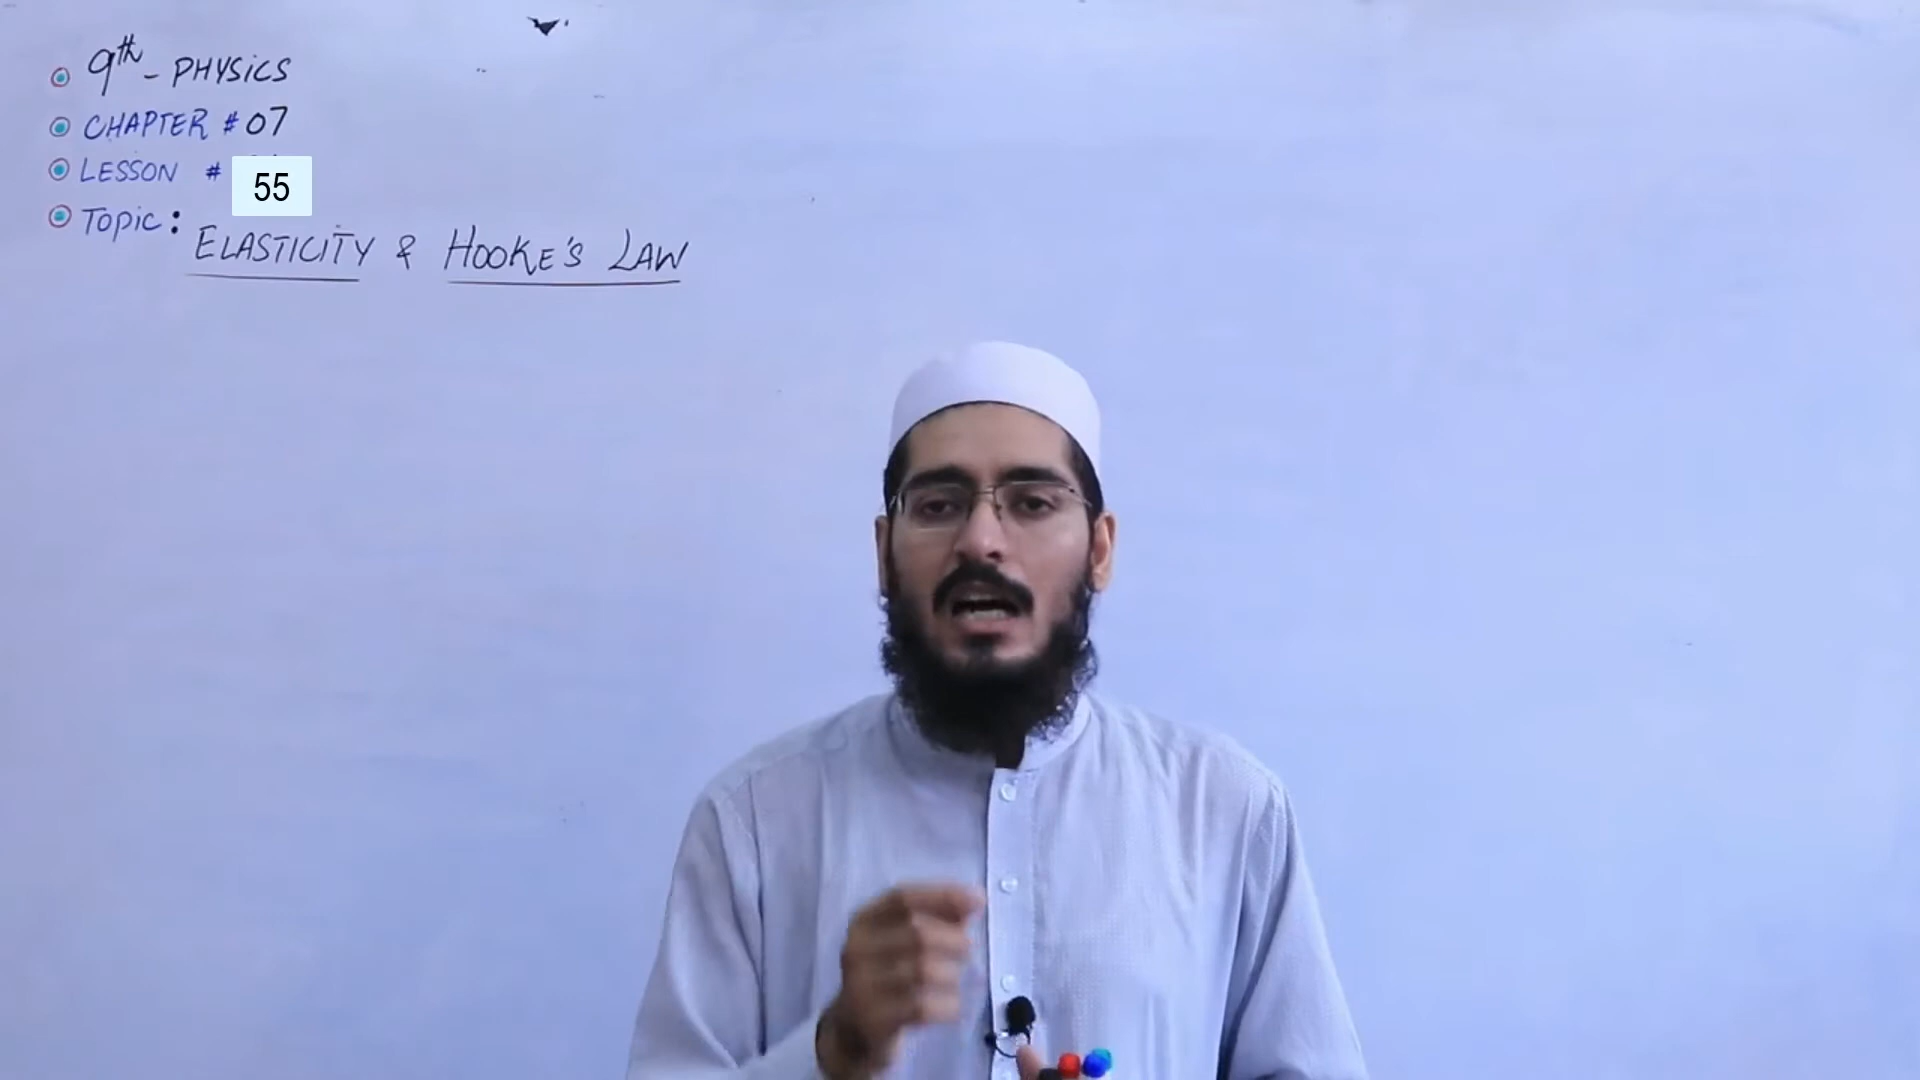 9th - PHYSICS
CHAPTER # 07
LESSON # 55
Topic: ELASTICITY & HOOKE'S LAW